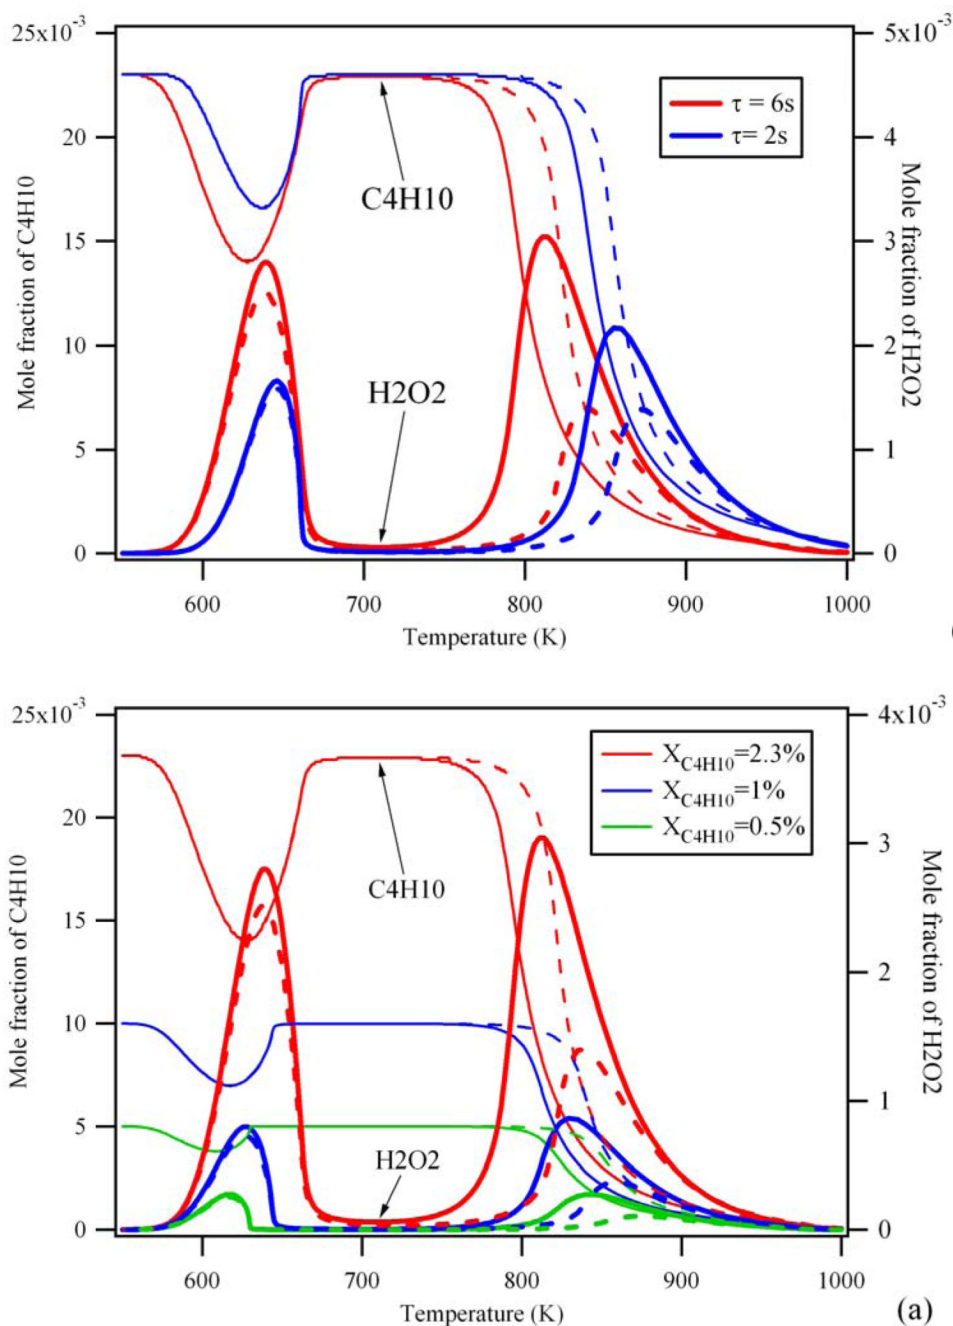 25x10-3
5x10-3
τ = 6s
τ= 2s
20
4
C4H10
15
3
Mole fraction of C4H10
Mole fraction of H2O2
10
2
H2O2
5
1
0
0
600
700
800
900
1000
Temperature (K)
25x10-3
4x10-3
XC4H10=2.3%
XC4H10=1%
XC4H10=0.5%
20
3
C4H10
15
Mole fraction of C4H10
Mole fraction of H2O2
2
10
1
5
H2O2
0
0
600
700
800
900
1000
Temperature (K)
(a)